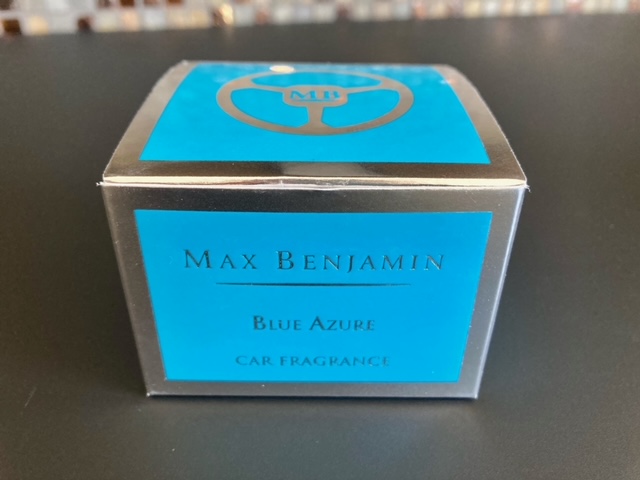 MB
MAX BENJAMIN
BLUE AZURE
CAR FRAGRANCE